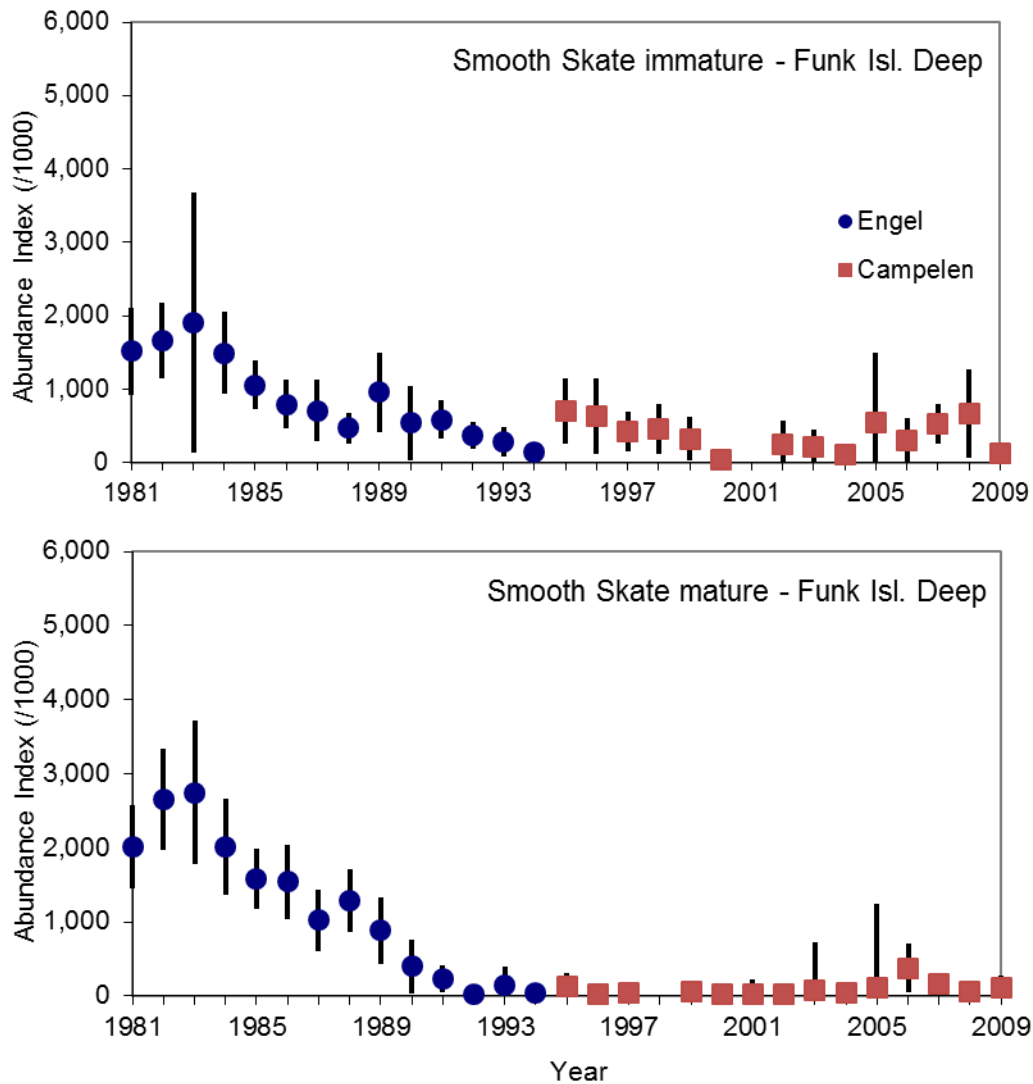 Smooth Skate immature - Funk Isl. Deep
Abundance Index (/1000)
6,000
5,000
4,000
3,000
2,000
1,000
0
Engel
Campelen
1981 1985 1989 1993 1997 2001 2005 2009
Smooth Skate mature - Funk Isl. Deep
Abundance Index (/1000)
6,000
5,000
4,000
3,000
2,000
1,000
0
1981 1985 1989 1993 1997 2001 2005 2009
Year